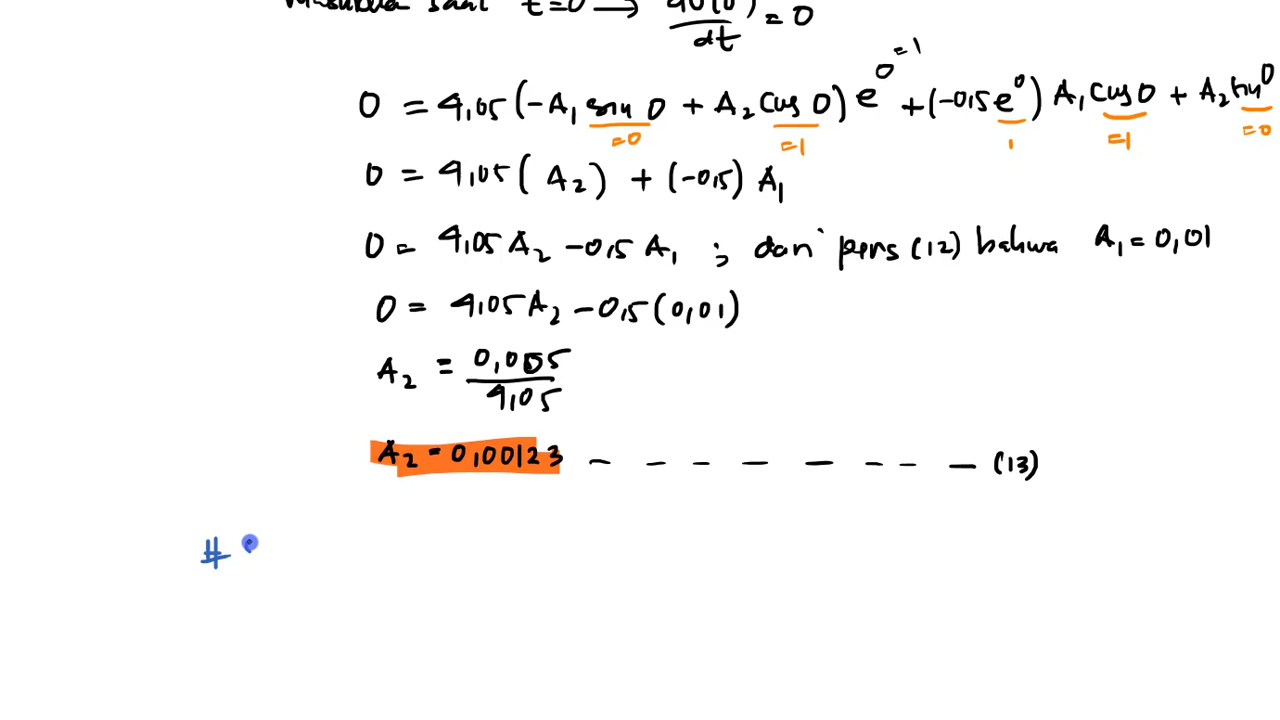 saat t=0 → dθ(0)/dt = 0
0 = 4,05 (-A₁ sin 0 + A₂ cos 0) e⁰⁼¹ + (-0,5e⁰) A₁ cos 0 + A₂ sin 0
=0 =1 1 =1 =0
0 = 4,05 ( A₂ ) + (-0,5) A₁
0 = 4,05 A₂ - 0,5 A₁ ; dari pers (12) bahwa A₁ = 0,01
0 = 4,05 A₂ - 0,5 (0,01)
A₂ = 0,005/4,05
A₂ = 0,00123 - - - - - - - - (13)
#